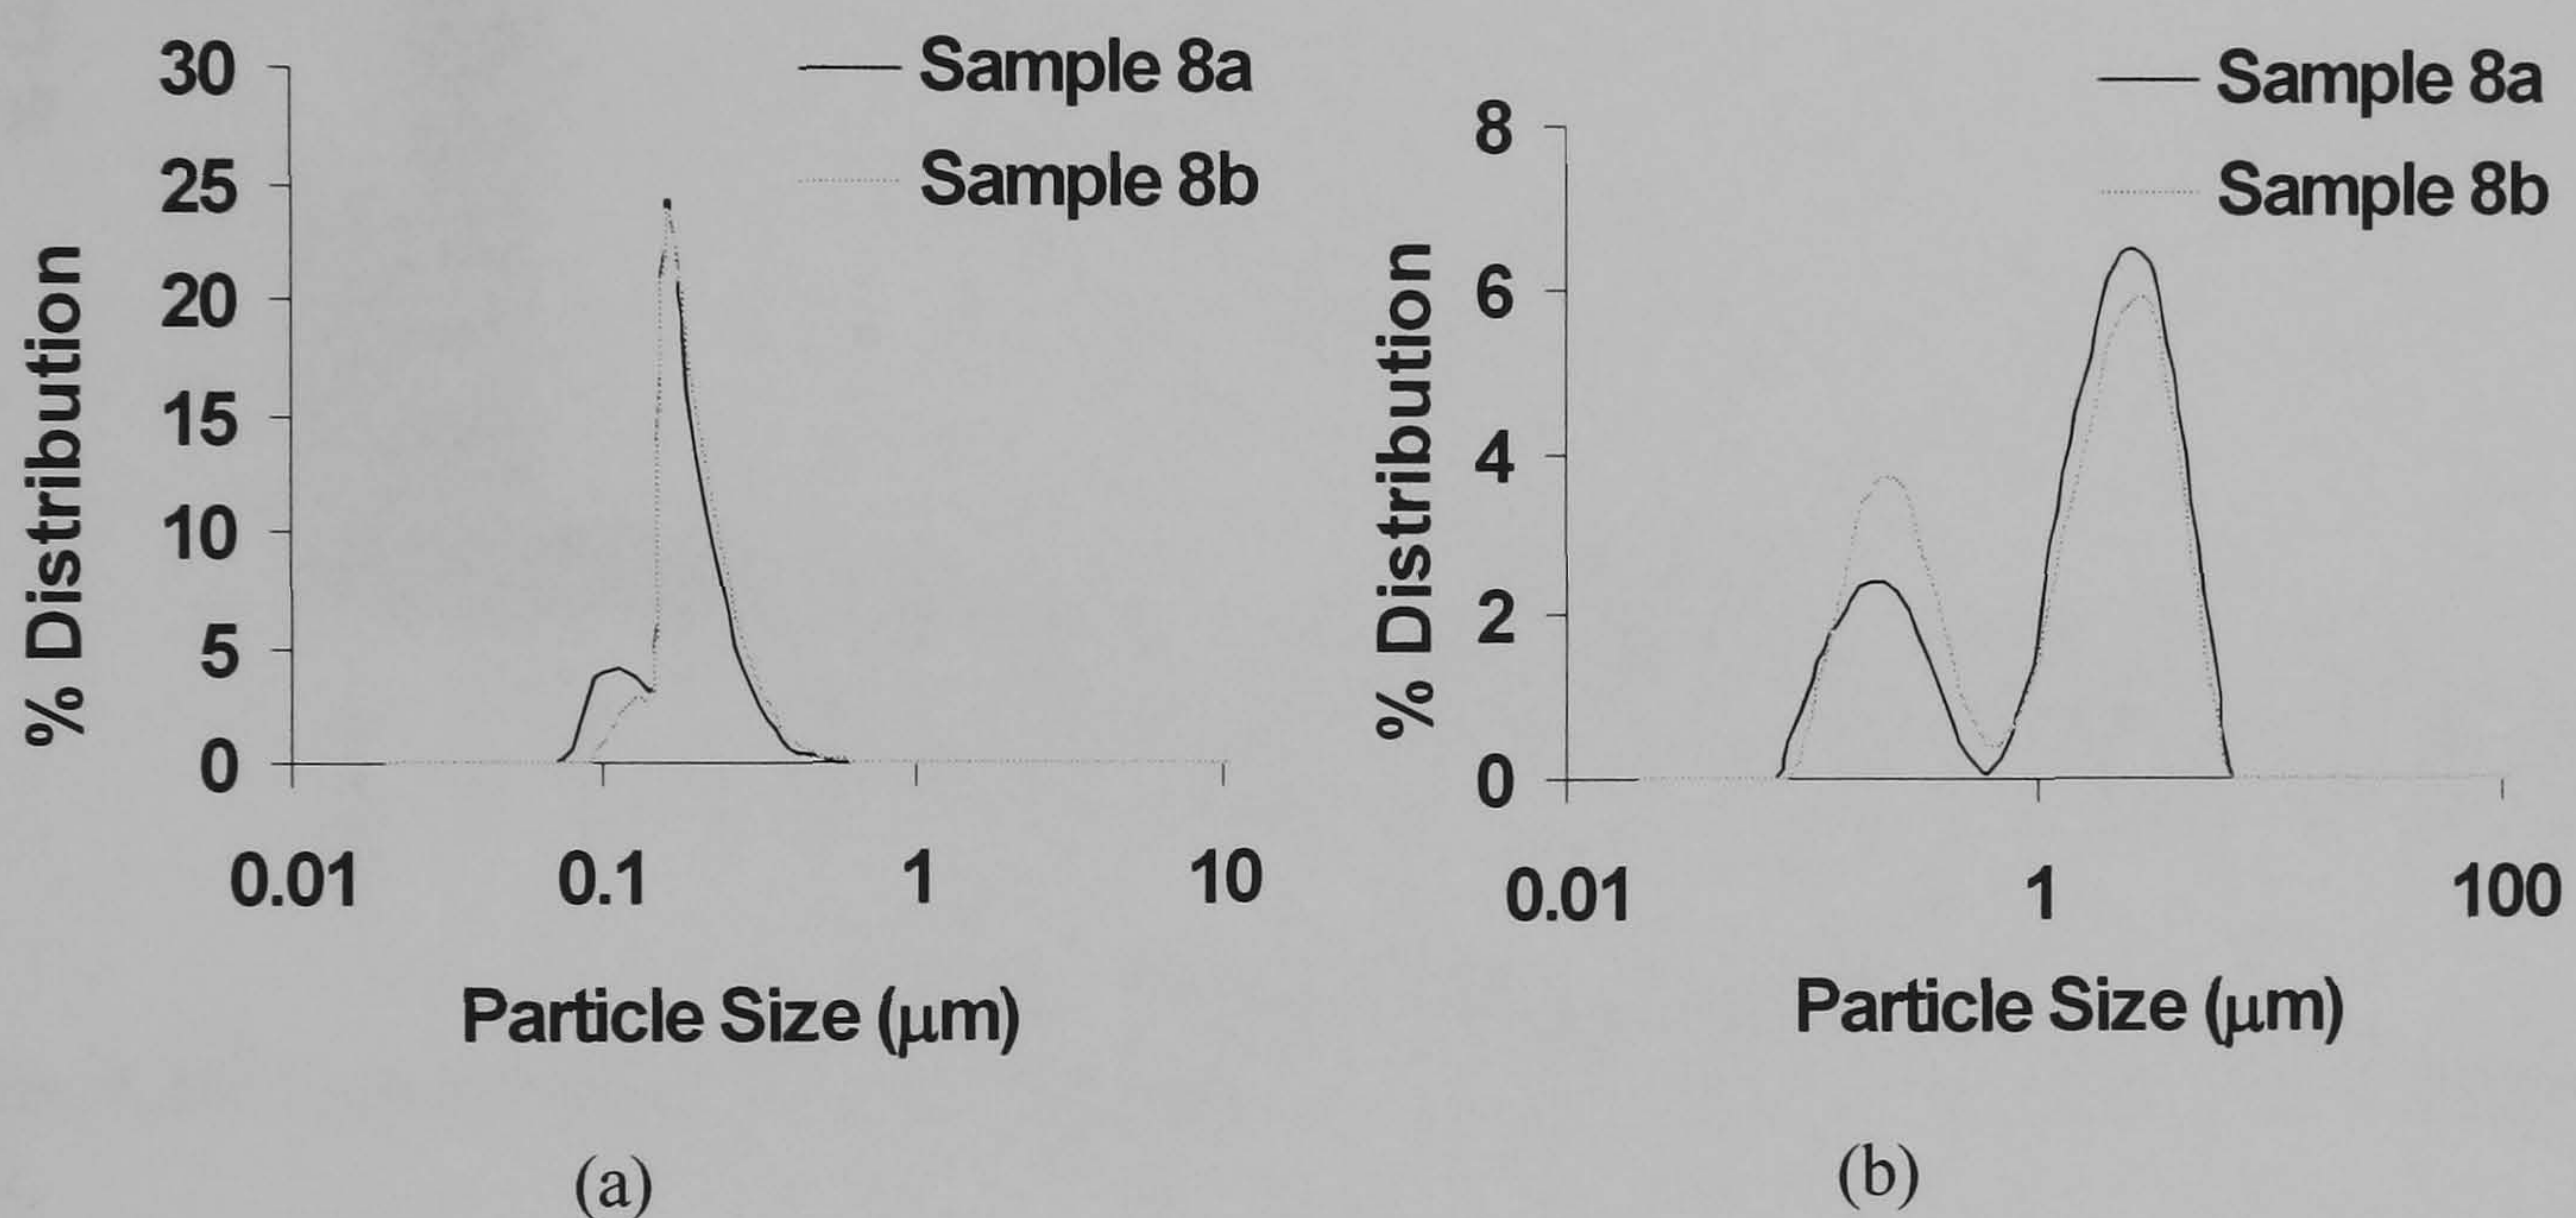 % Distribution
30
25
20
15
10
5
0
Sample 8a
Sample 8b
0.01 0.1 1 10
Particle Size (μm)
(a)
% Distribution
8
6
4
2
0
Sample 8a
Sample 8b
0.01 1 100
Particle Size (μm)
(b)